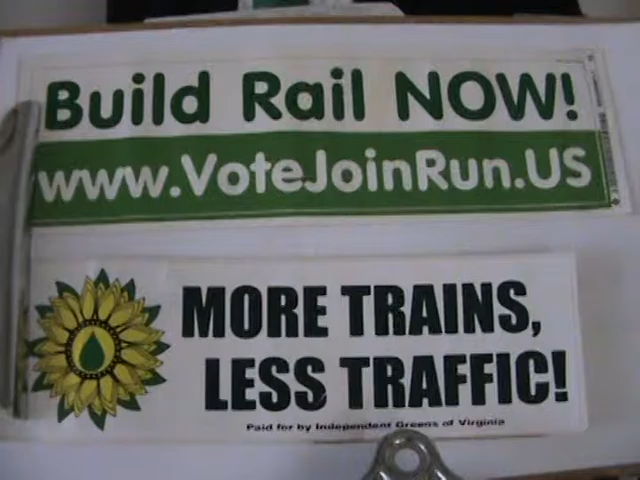 Build Rail NOW!
www.VoteJoinRun.US
MORE TRAINS,
LESS TRAFFIC!
Paid for by Independent Greens of Virginia